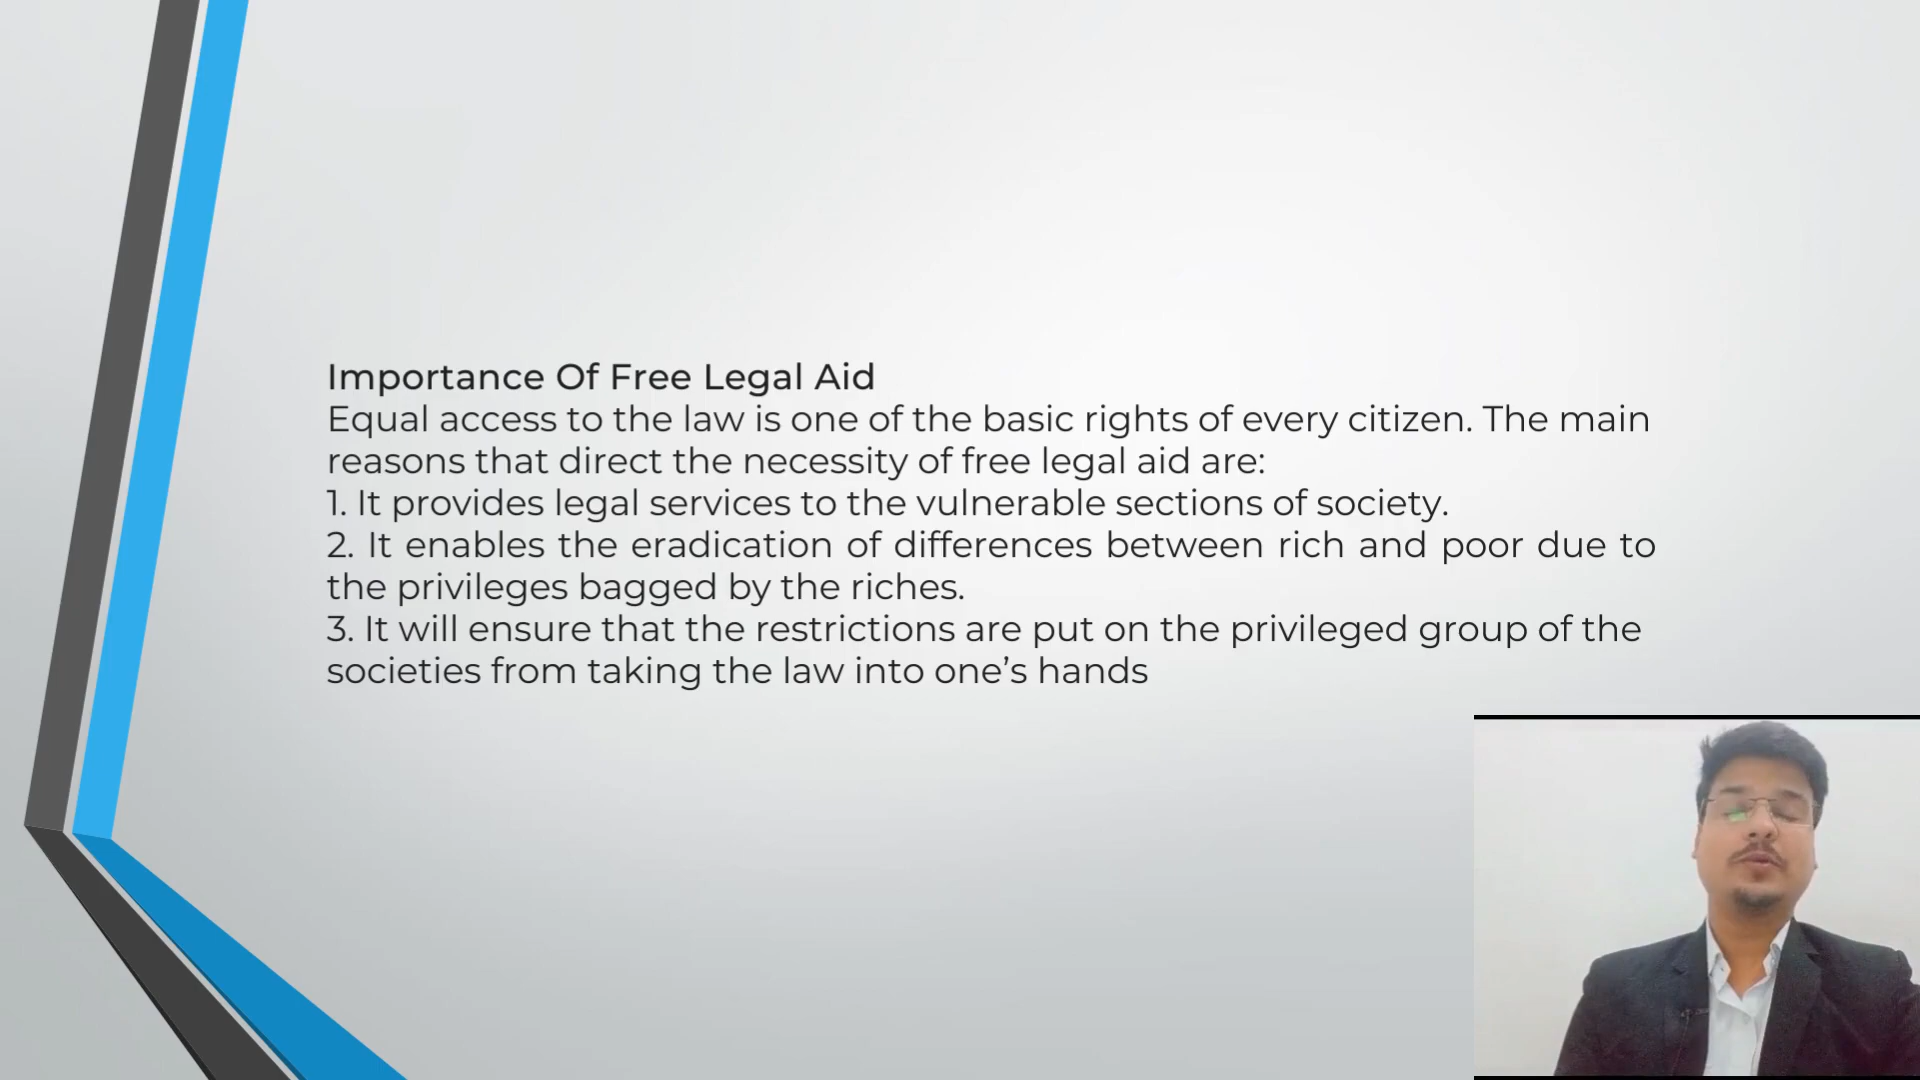 Importance Of Free Legal Aid
Equal access to the law is one of the basic rights of every citizen. The main
reasons that direct the necessity of free legal aid are:
1. It provides legal services to the vulnerable sections of society.
2. It enables the eradication of differences between rich and poor due to
the privileges bagged by the riches.
3. It will ensure that the restrictions are put on the privileged group of the
societies from taking the law into one’s hands